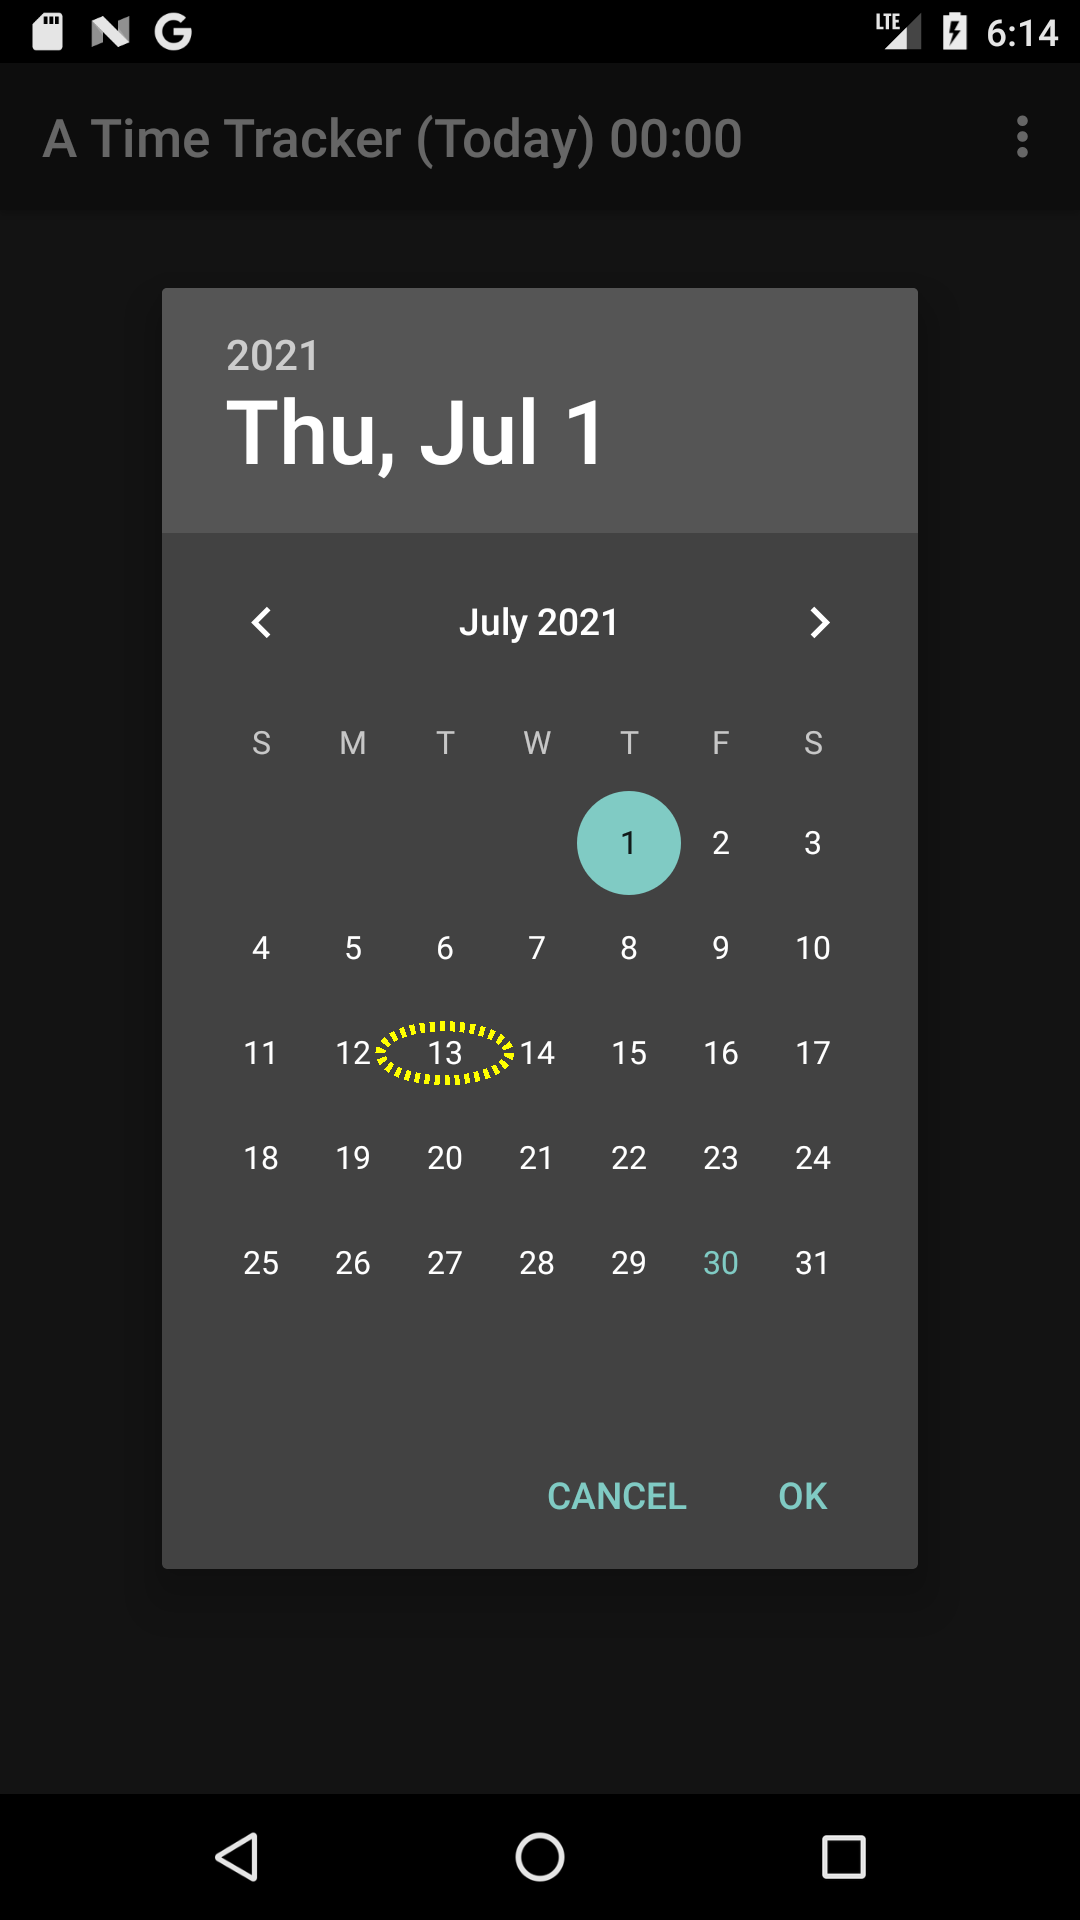 LTE 6:14
A Time Tracker (Today) 00:00
2021
Thu, Jul 1
July 2021
S M T W T F S
1 2 3
4 5 6 7 8 9 10
11 12 13 14 15 16 17
18 19 20 21 22 23 24
25 26 27 28 29 30 31
CANCEL OK